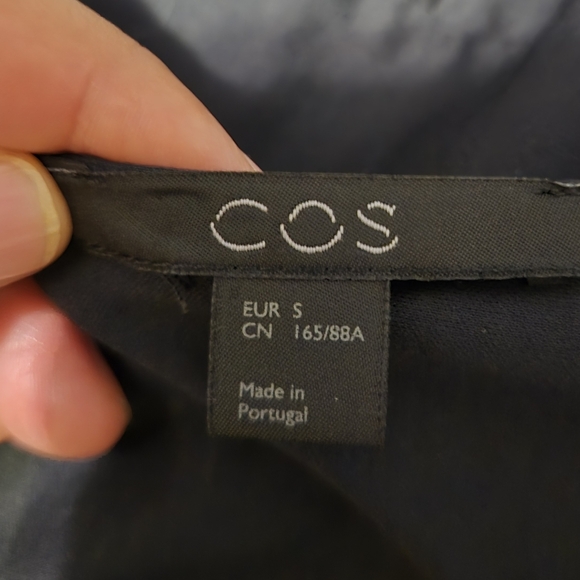 COS
EUR S
CN 165/88A
Made in
Portugal